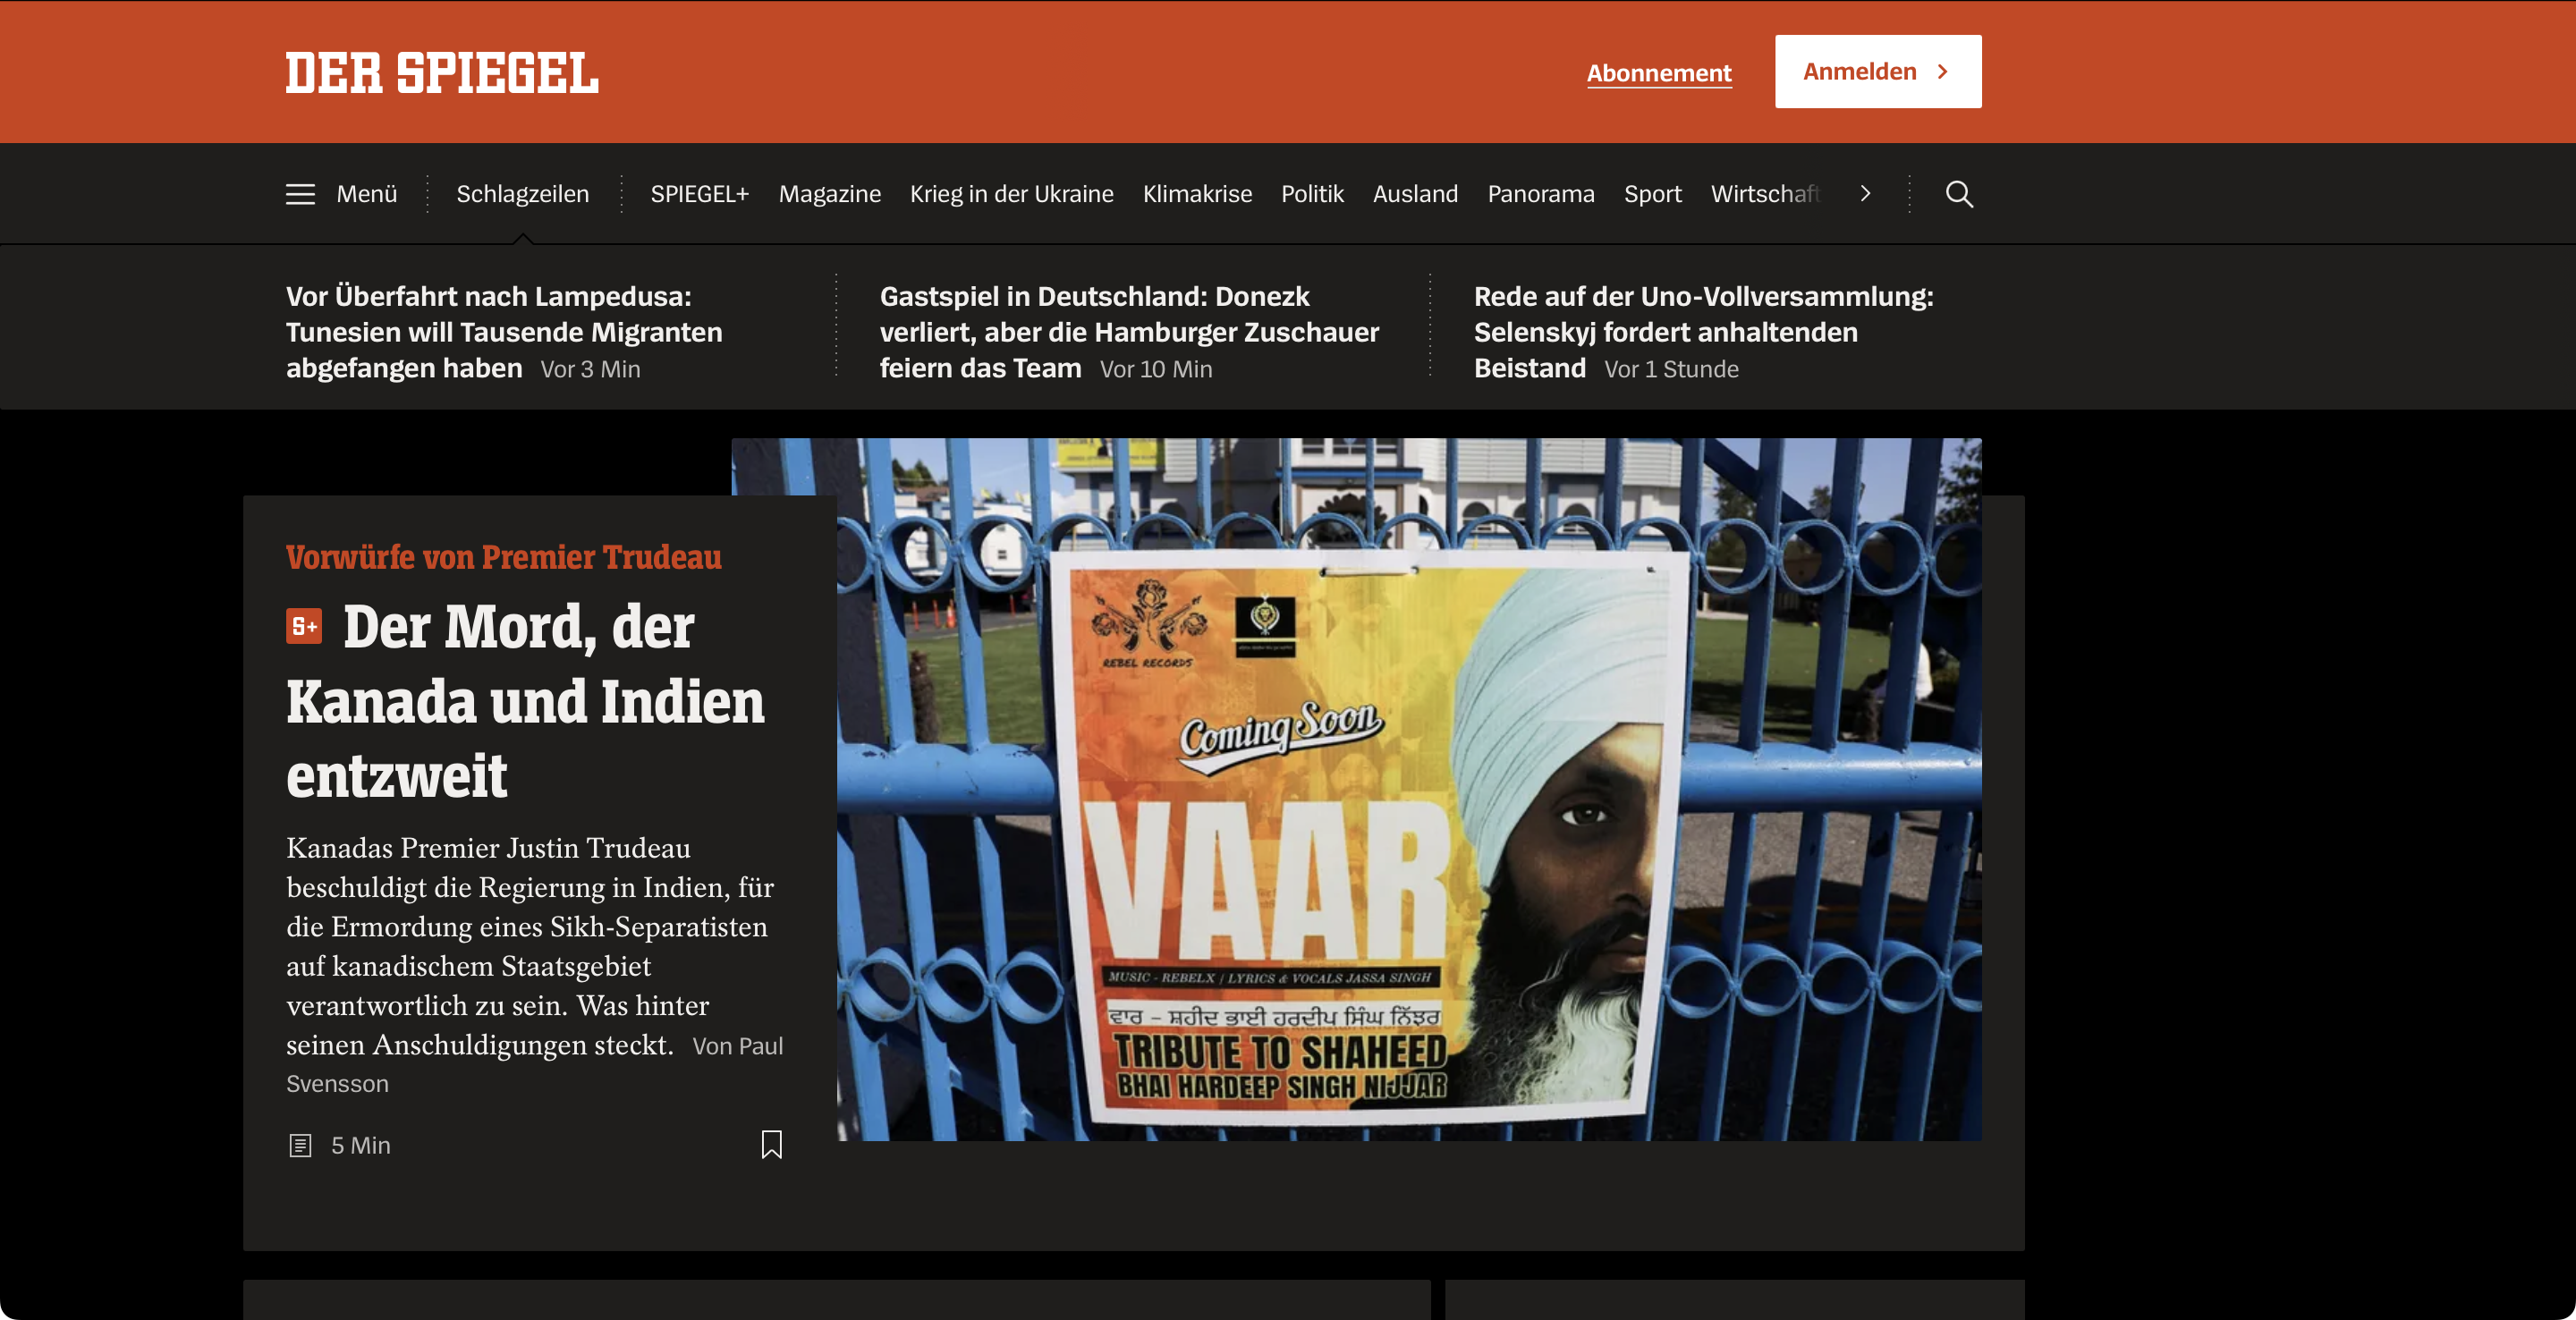 DER SPIEGEL
Abonnement
Anmelden
Menü
Schlagzeilen
SPIEGEL+
Magazine
Krieg in der Ukraine
Klimakrise
Politik
Ausland
Panorama
Sport
Wirtschaft
Vor Überfahrt nach Lampedusa:
Tunesien will Tausende Migranten
abgefangen haben Vor 3 Min
Gastspiel in Deutschland: Donezk
verliert, aber die Hamburger Zuschauer
feiern das Team Vor 10 Min
Rede auf der Uno-Vollversammlung:
Selenskyj fordert anhaltenden
Beistand Vor 1 Stunde
Vorwürfe von Premier Trudeau
S+ Der Mord, der
Kanada und Indien
entzweit
Kanadas Premier Justin Trudeau
beschuldigt die Regierung in Indien, für
die Ermordung eines Sikh-Separatisten
auf kanadischem Staatsgebiet
verantwortlich zu sein. Was hinter
seinen Anschuldigungen steckt. Von Paul
Svensson
5 Min
REBEL RECORDS
Coming Soon
VAAR
MUSIC - REBELX / LYRICS & VOCALS JASSA SINGH
ਵਾਰ – ਸ਼ਹੀਦ ਭਾਈ ਹਰਦੀਪ ਸਿੰਘ ਨਿੱਝਰ
TRIBUTE TO SHAHEED
BHAI HARDEEP SINGH NIJJAR